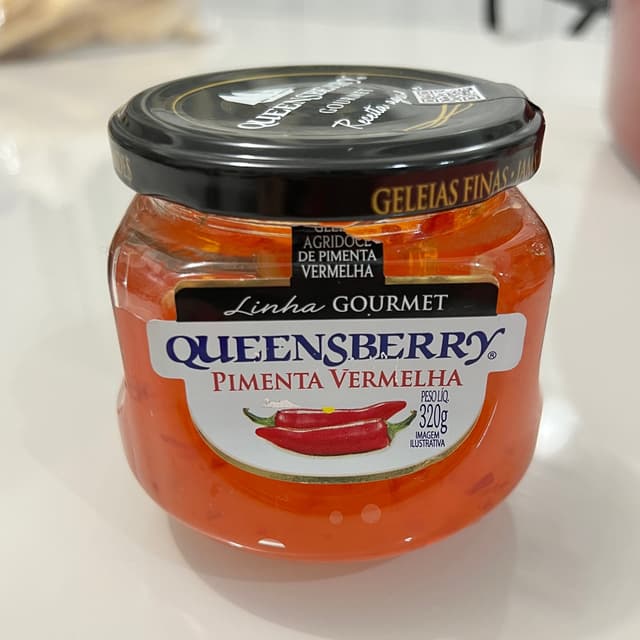 QUEENSBERRY
GOURMET
GELEIAS FINAS
AGRIDOCE
DE PIMENTA
VERMELHA
Linha GOURMET
QUEENSBERRY®
PIMENTA VERMELHA
PESO LÍQ.
320g
IMAGEM
ILUSTRATIVA